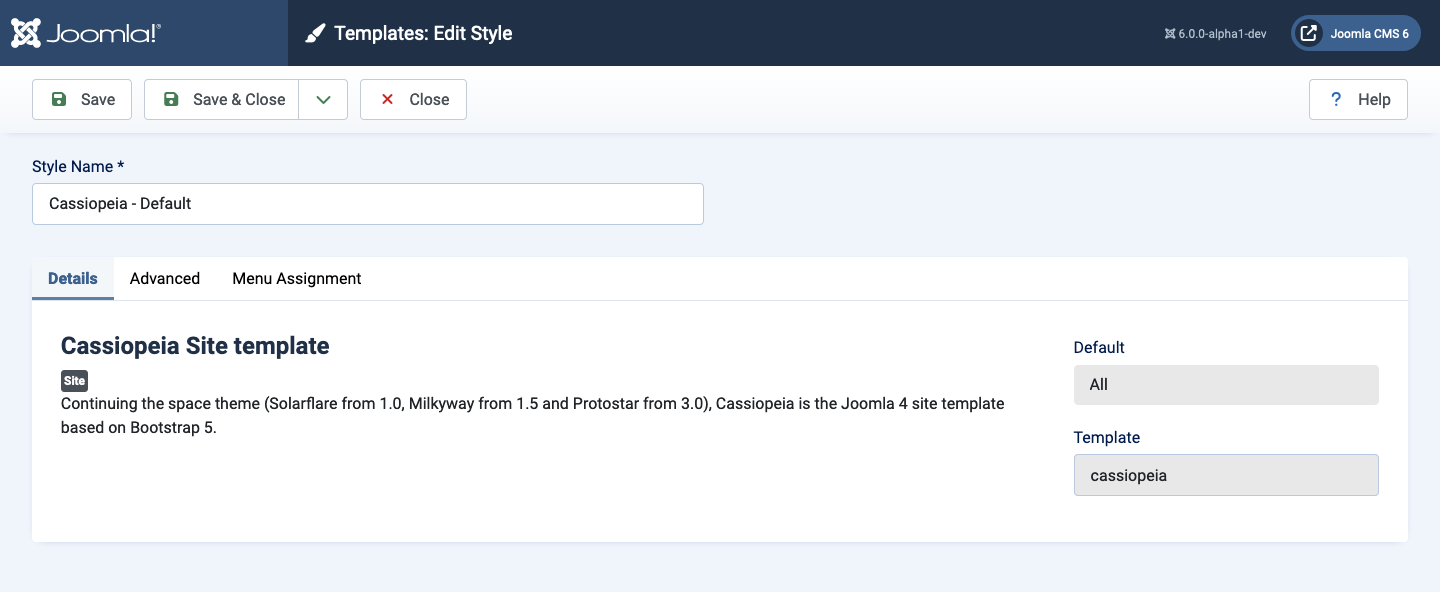 Joomla!®
Templates: Edit Style
6.0.0-alpha1-dev
Joomla CMS 6
Save
Save & Close
Close
? Help
Style Name *
Cassiopeia - Default
Details
Advanced
Menu Assignment
Cassiopeia Site template
Site
Continuing the space theme (Solarflare from 1.0, Milkyway from 1.5 and Protostar from 3.0), Cassiopeia is the Joomla 4 site template
based on Bootstrap 5.
Default
All
Template
cassiopeia